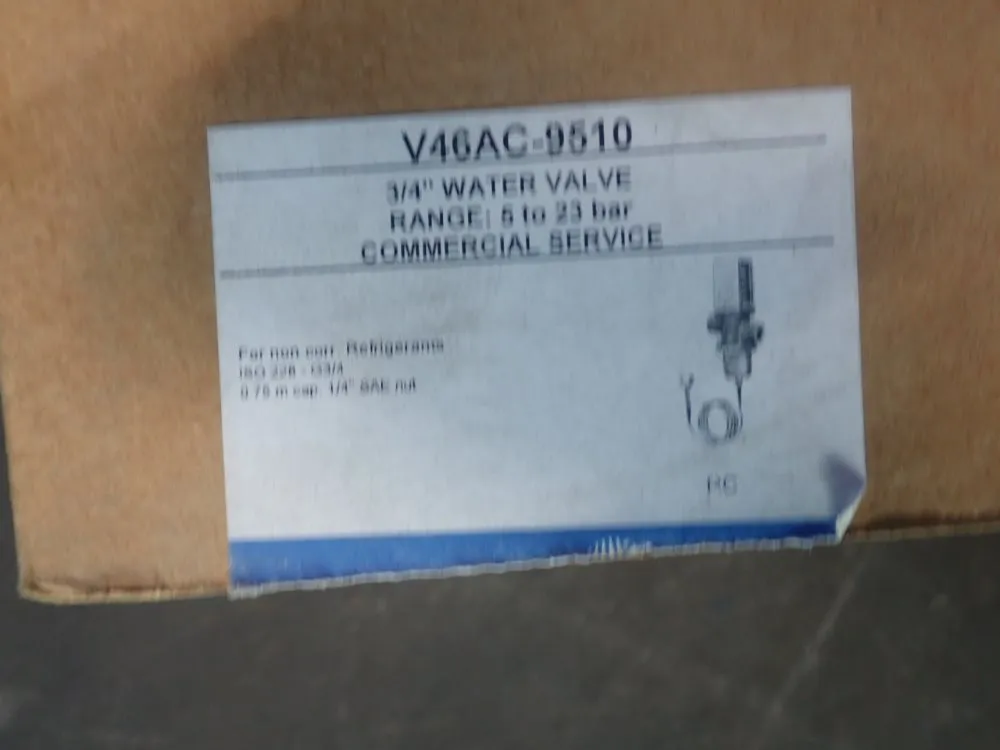 V46AC-9510
3/4" WATER VALVE
RANGE: 5 to 23 bar
COMMERCIAL SERVICE
For non corr. Refrigerants
ISO 228 - G3/4
0.75 m cap. 1/4" SAE nut